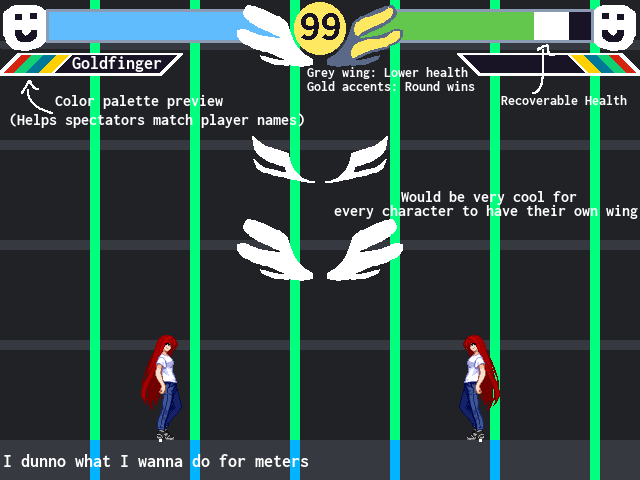 99
Goldfinger
Grey wing: Lower health
Gold accents: Round wins
Color palette preview
(Helps spectators match player names)
Recoverable Health
Would be very cool for
every character to have their own wing
I dunno what I wanna do for meters